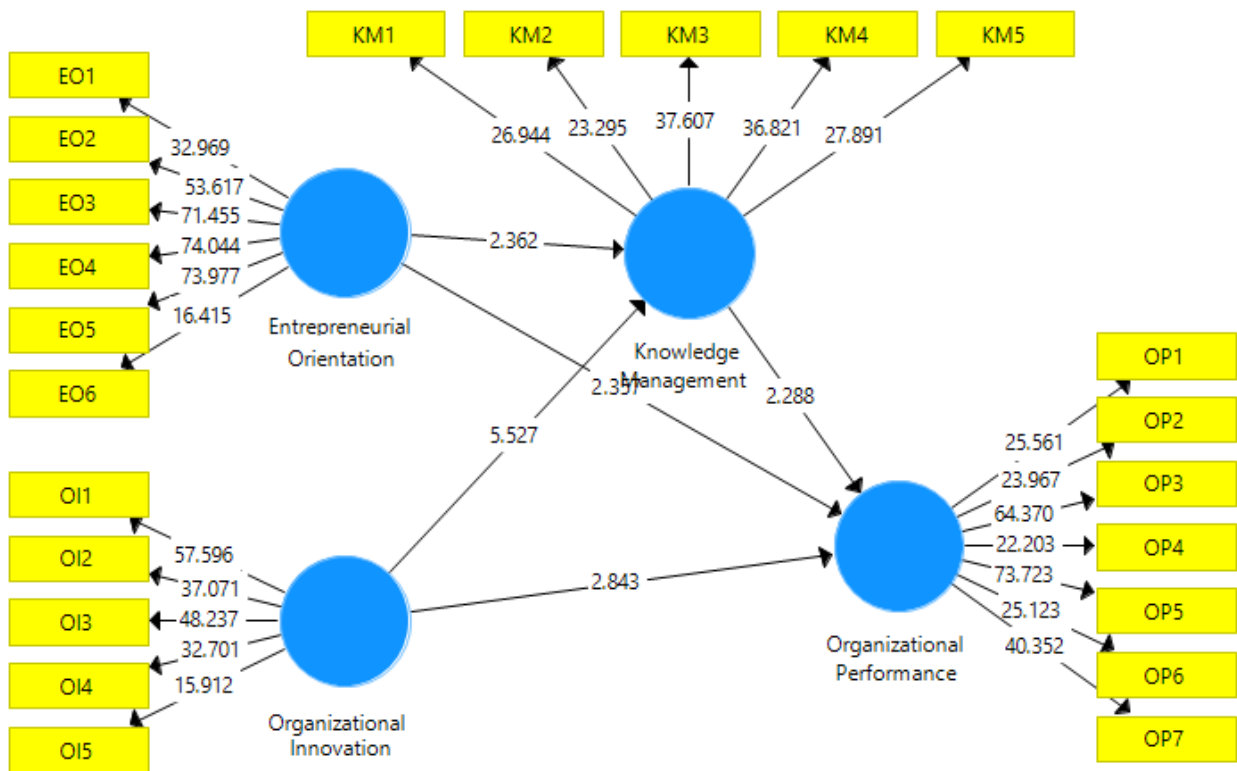 KM1
KM2
KM3
KM4
KM5
EO1
EO2
EO3
EO4
EO5
EO6
32.969
53.617
71.455
74.044
73.977
16.415
26.944
23.295
37.607
36.821
27.891
2.362
Entrepreneurial
Orientation
Knowledge
Management
2.288
5.527
OI1
OI2
OI3
OI4
OI5
57.596
37.071
48.237
32.701
15.912
2.843
Organizational
Innovation
Organizational
Performance
25.561
23.967
64.370
22.203
73.723
25.123
40.352
OP1
OP2
OP3
OP4
OP5
OP6
OP7